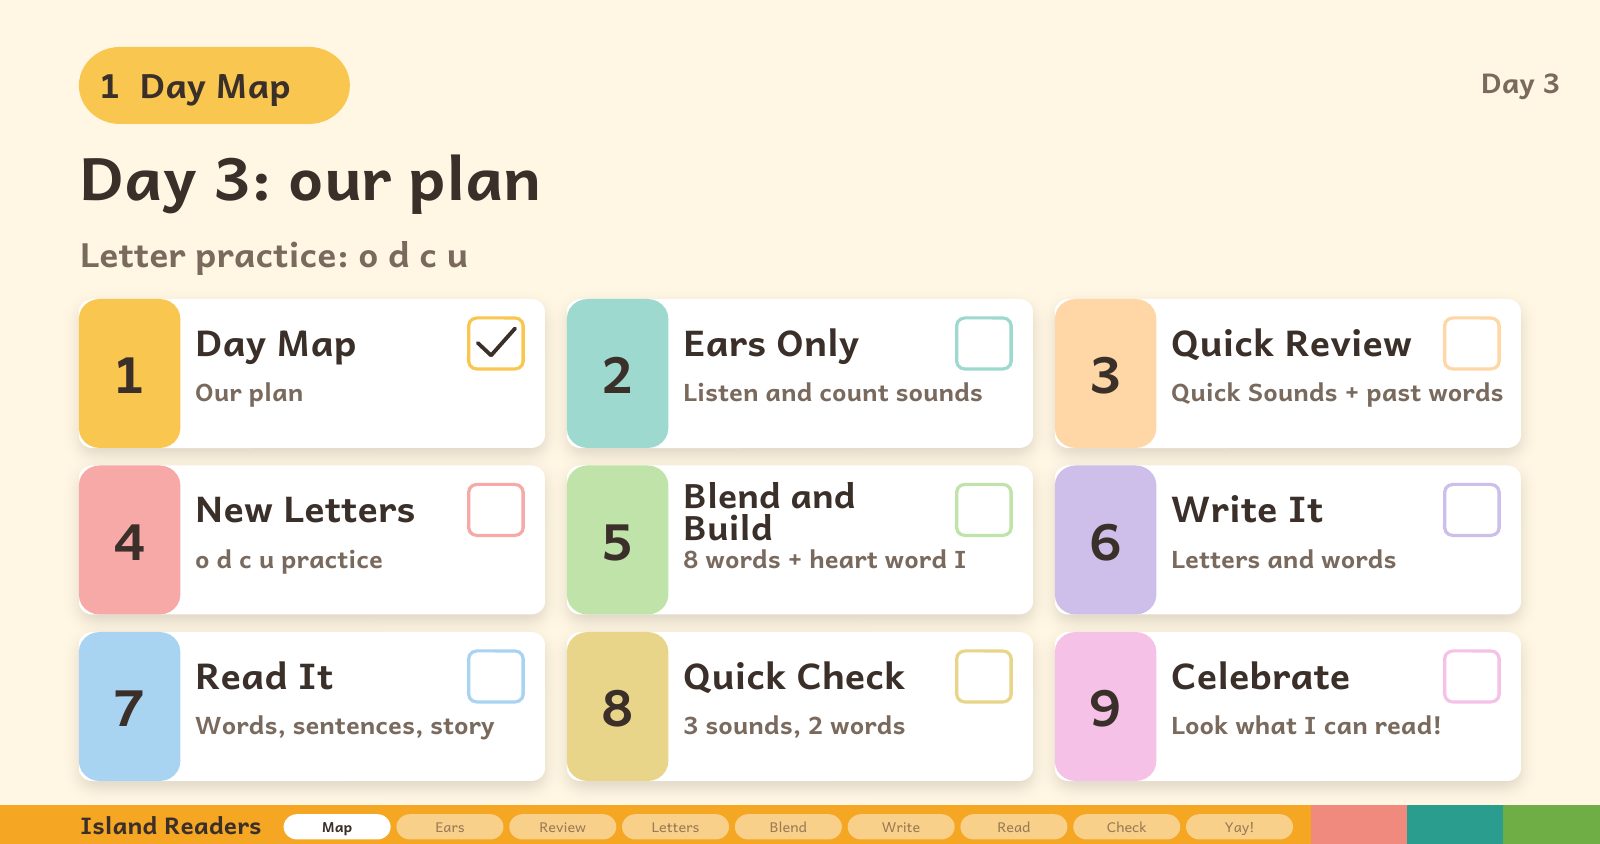 1 Day Map
Day 3
Day 3: our plan
Letter practice: o d c u
1
Day Map
Our plan
2
Ears Only
Listen and count sounds
3
Quick Review
Quick Sounds + past words
4
New Letters
o d c u practice
5
Blend and
Build
8 words + heart word I
6
Write It
Letters and words
7
Read It
Words, sentences, story
8
Quick Check
3 sounds, 2 words
9
Celebrate
Look what I can read!
Island Readers
Map
Ears
Review
Letters
Blend
Write
Read
Check
Yay!